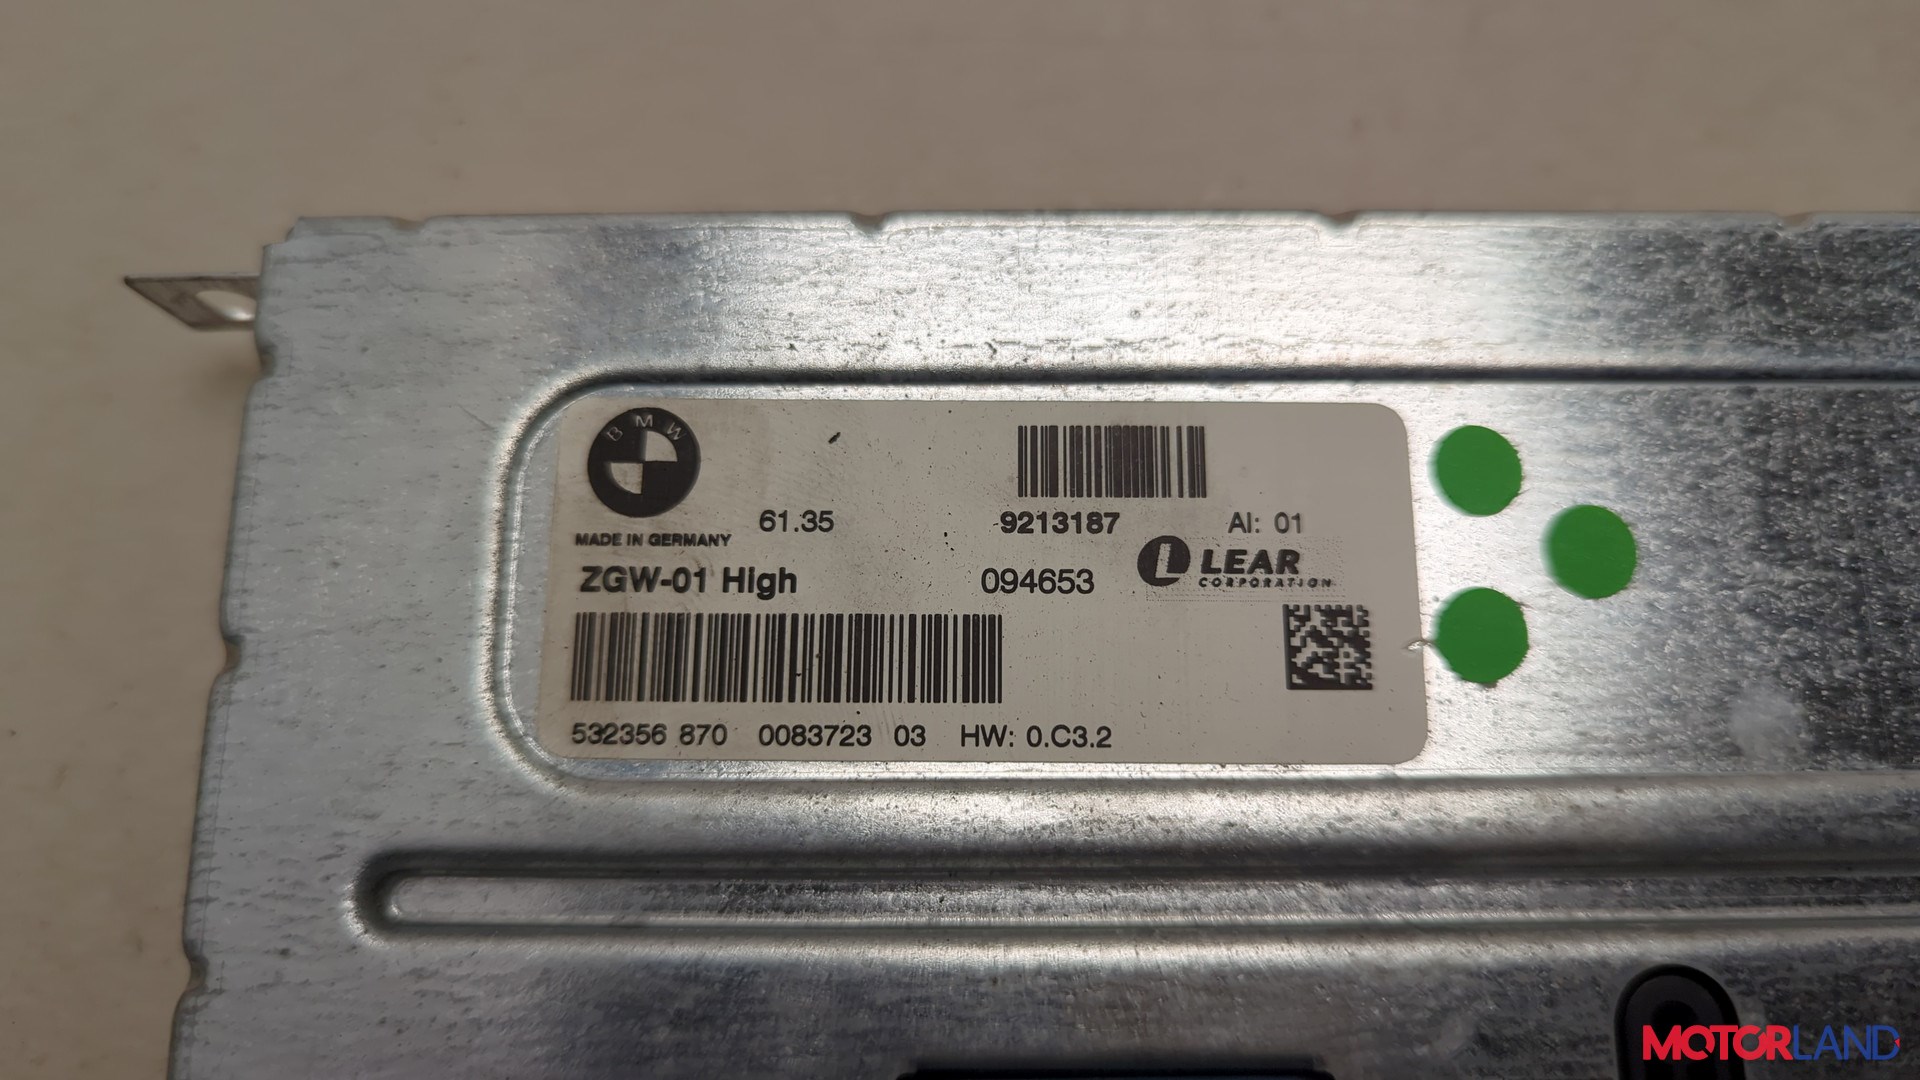 BMW
MADE IN GERMANY
61.35
9213187
AI: 01
ZGW-01 High
094653
LEAR
CORPORATION
532356 870 0083723 03 HW: 0.C3.2
MOTORLAND